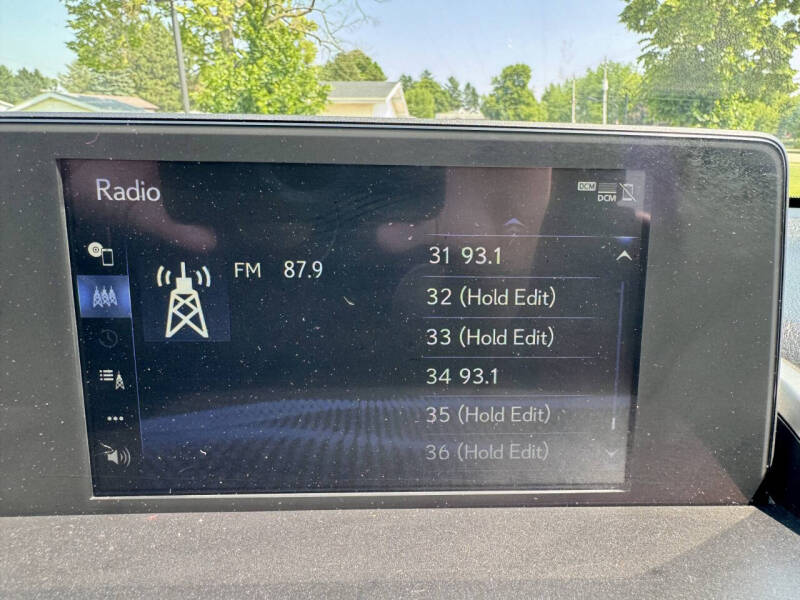 Radio
DCM
DCM
FM 87.9
31 93.1
32 (Hold Edit)
33 (Hold Edit)
34 93.1
35 (Hold Edit)
36 (Hold Edit)